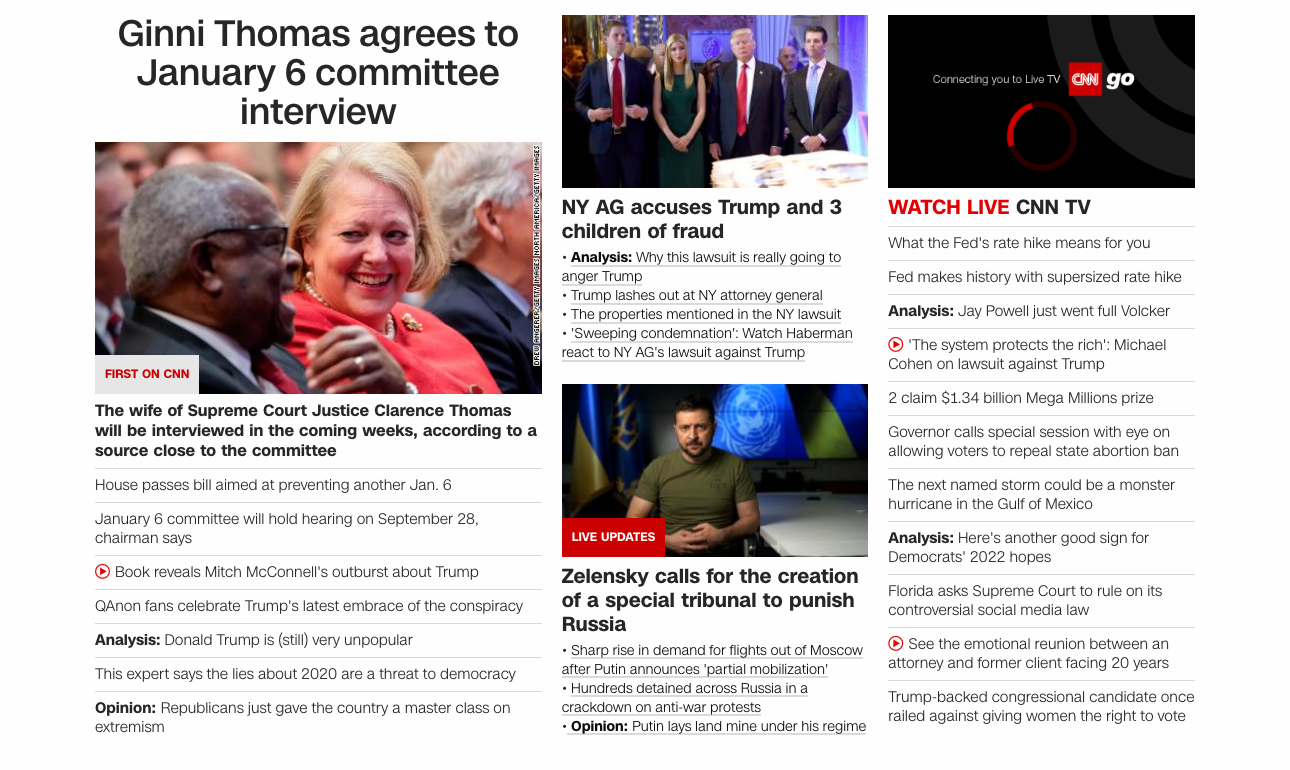 Ginni Thomas agrees to
January 6 committee
interview
DREW ANGERER/GETTY IMAGES NORTH AMERICA/GETTY IMAGES
FIRST ON CNN
The wife of Supreme Court Justice Clarence Thomas
will be interviewed in the coming weeks, according to a
source close to the committee
House passes bill aimed at preventing another Jan. 6
January 6 committee will hold hearing on September 28,
chairman says
Book reveals Mitch McConnell's outburst about Trump
QAnon fans celebrate Trump's latest embrace of the conspiracy
Analysis: Donald Trump is (still) very unpopular
This expert says the lies about 2020 are a threat to democracy
Opinion: Republicans just gave the country a master class on
extremism
NY AG accuses Trump and 3
children of fraud
• Analysis: Why this lawsuit is really going to
anger Trump
• Trump lashes out at NY attorney general
• The properties mentioned in the NY lawsuit
• 'Sweeping condemnation': Watch Haberman
react to NY AG's lawsuit against Trump
LIVE UPDATES
Zelensky calls for the creation
of a special tribunal to punish
Russia
• Sharp rise in demand for flights out of Moscow
after Putin announces 'partial mobilization'
• Hundreds detained across Russia in a
crackdown on anti-war protests
• Opinion: Putin lays land mine under his regime
Connecting you to Live TV CNN go
WATCH LIVE CNN TV
What the Fed's rate hike means for you
Fed makes history with supersized rate hike
Analysis: Jay Powell just went full Volcker
'The system protects the rich': Michael
Cohen on lawsuit against Trump
2 claim $1.34 billion Mega Millions prize
Governor calls special session with eye on
allowing voters to repeal state abortion ban
The next named storm could be a monster
hurricane in the Gulf of Mexico
Analysis: Here's another good sign for
Democrats' 2022 hopes
Florida asks Supreme Court to rule on its
controversial social media law
See the emotional reunion between an
attorney and former client facing 20 years
Trump-backed congressional candidate once
railed against giving women the right to vote